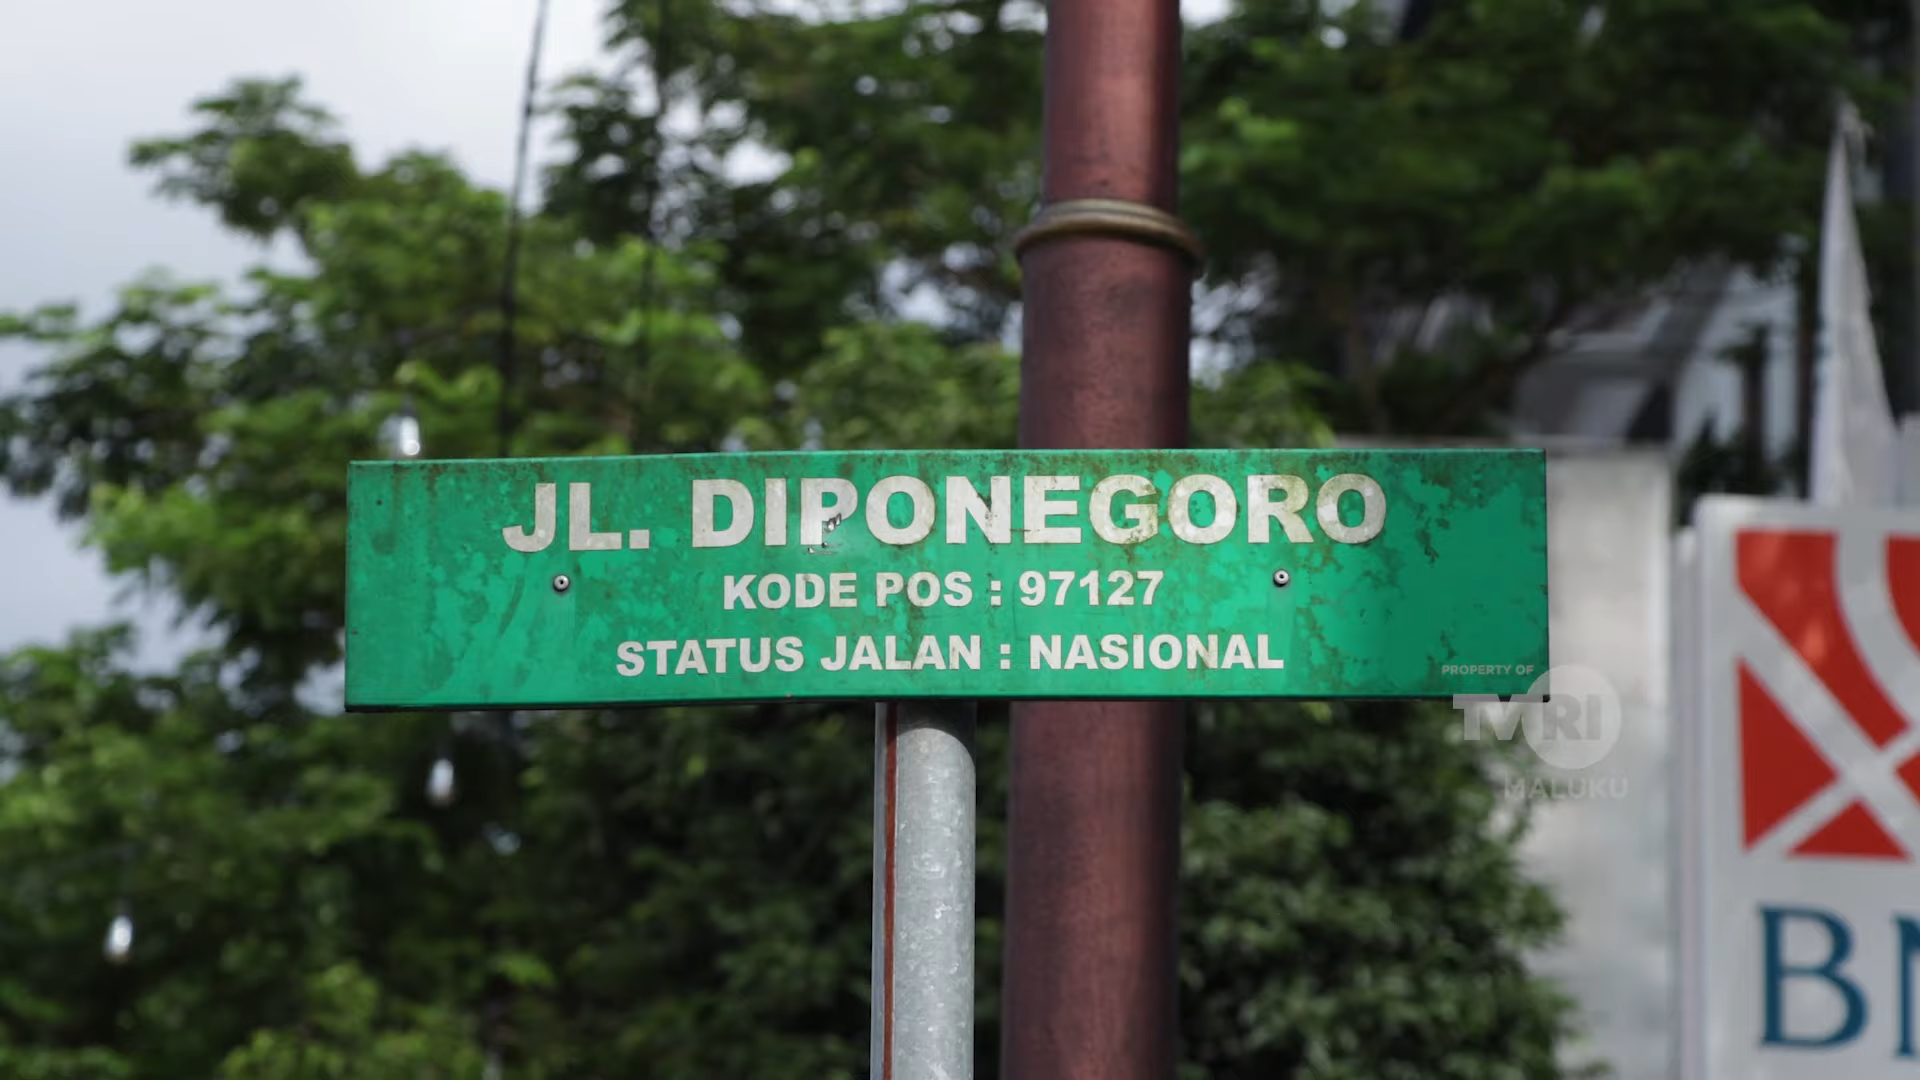 JL. DIPONEGORO
KODE POS : 97127
STATUS JALAN : NASIONAL
PROPERTY OF
TVRI
MALUKU
BN